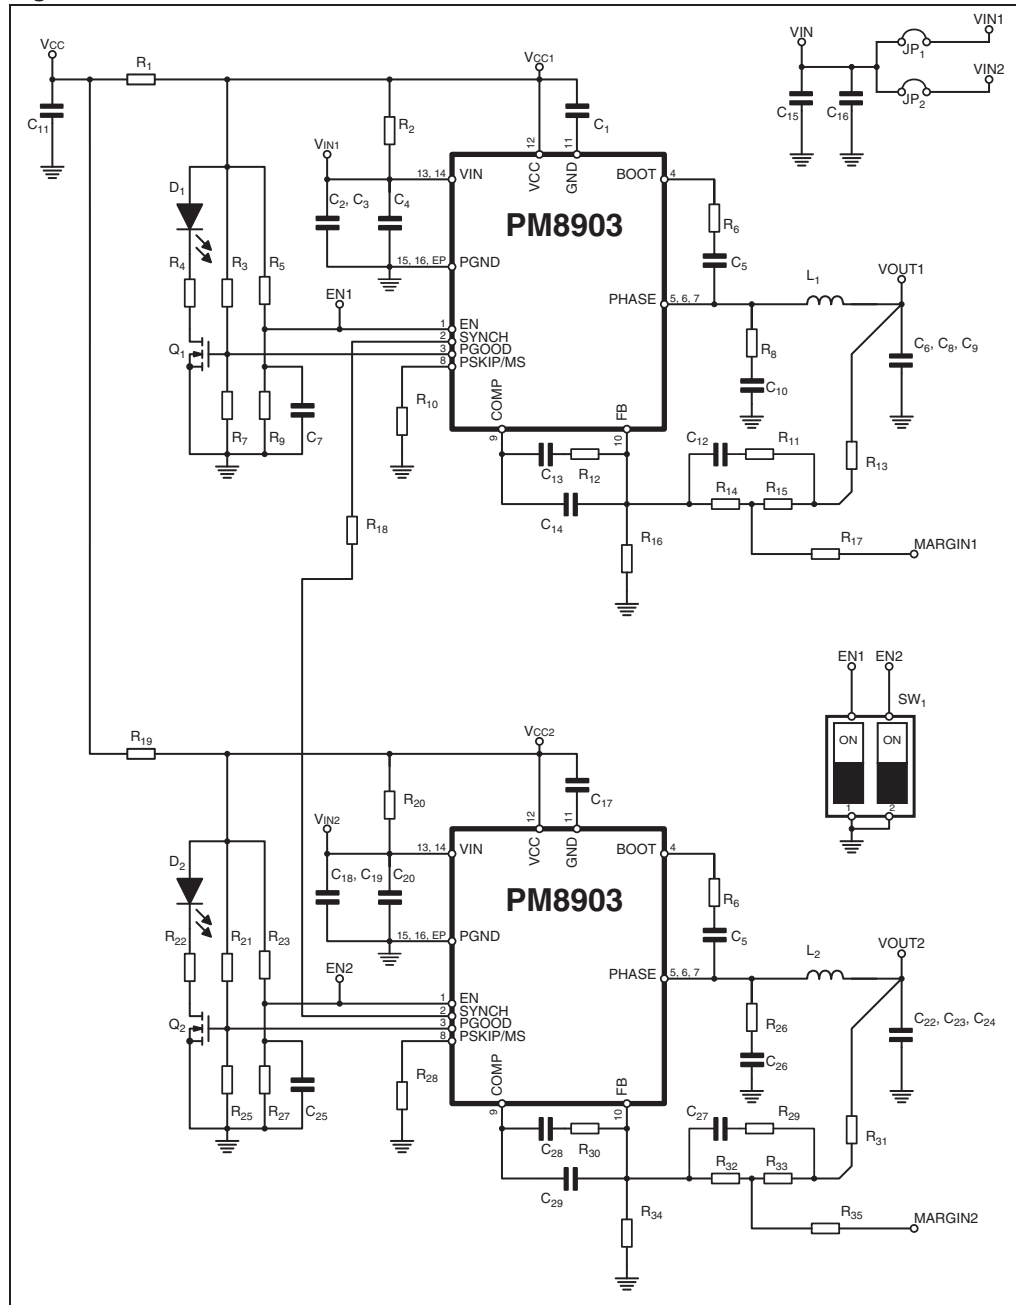 VCC
R1
VCC1
VIN
VIN1
JP1
VIN2
JP2
C11
C15
C16
R2
C1
VIN1
13, 14
VIN
12
VCC
11
GND
BOOT
4
D1
C2, C3
C4
PM8903
R6
R4
R3
R5
15, 16, EP
PGND
C5
EN1
PHASE
5, 6, 7
L1
VOUT1
1
EN
2
SYNCH
3
PGOOD
8
PSKIP/MS
Q1
R8
C6, C8, C9
R10
C10
R7
R9
C7
COMP
9
FB
10
C13
R12
C12
R11
R13
C14
R14
R15
R18
R16
R17
MARGIN1
EN1
EN2
SW1
ON
ON
1
2
R19
VCC2
R20
C17
VIN2
13, 14
VIN
12
VCC
11
GND
BOOT
4
D2
C18, C19
C20
PM8903
R6
R22
R21
R23
15, 16, EP
PGND
C5
EN2
PHASE
5, 6, 7
L2
VOUT2
1
EN
2
SYNCH
3
PGOOD
8
PSKIP/MS
Q2
R26
C22, C23, C24
R28
C26
R25
R27
C25
COMP
9
FB
10
C28
R30
C27
R29
R31
C29
R32
R33
R34
R35
MARGIN2